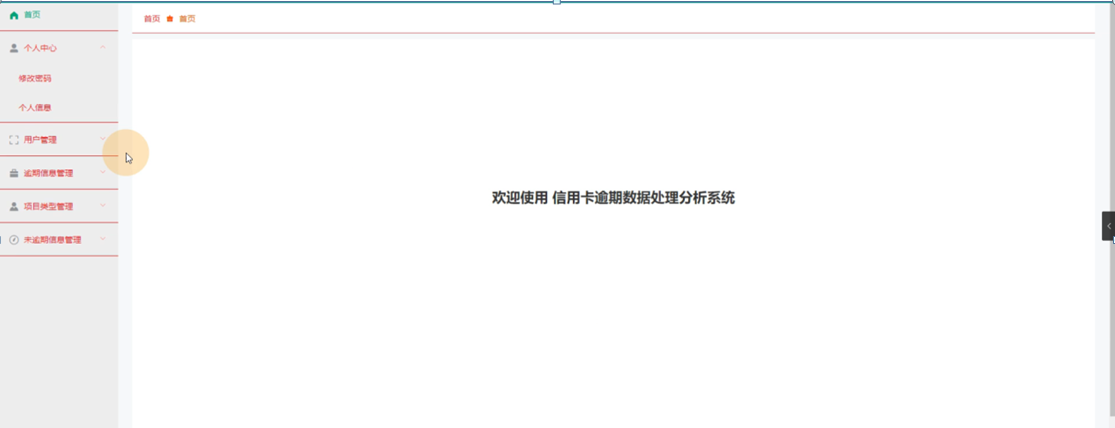 首页
个人中心
修改密码
个人信息
用户管理
逾期信息管理
项目类型管理
未逾期信息管理
首页 首页
欢迎使用 信用卡逾期数据处理分析系统